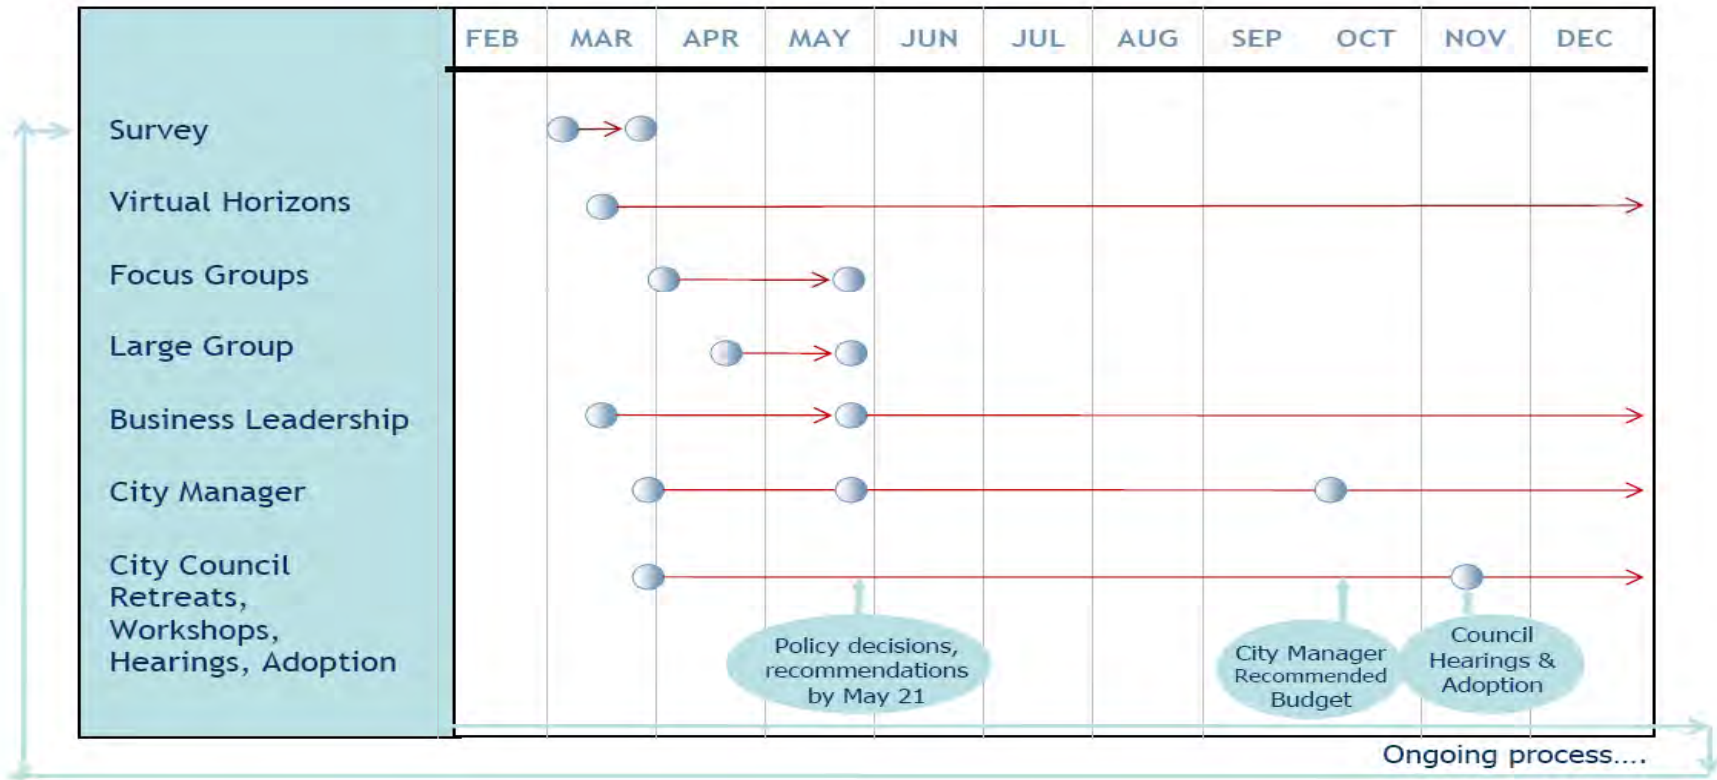 FEB MAR APR MAY JUN JUL AUG SEP OCT NOV DEC
Survey
Virtual Horizons
Focus Groups
Large Group
Business Leadership
City Manager
City Council
Retreats,
Workshops,
Hearings, Adoption
Policy decisions,
recommendations
by May 21
City Manager
Recommended
Budget
Council
Hearings &
Adoption
Ongoing process....